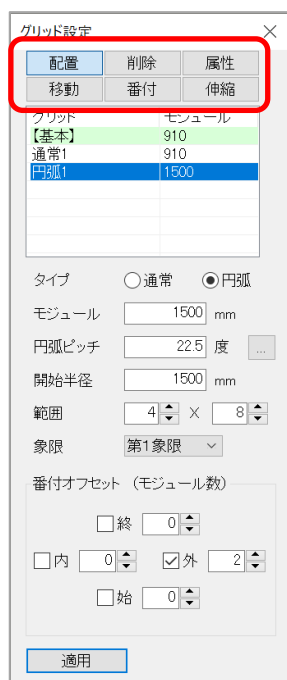 グリッド設定
配置 削除 属性
移動 番付 伸縮
グリッド モジュール
【基本】 910
通常1 910
円弧1 1500
タイプ 通常 円弧
モジュール 1500 mm
円弧ピッチ 22.5 度 ...
開始半径 1500 mm
範囲 4 × 8
象限 第1象限
番付オフセット （モジュール数）
終 0
内 0 外 2
始 0
適用